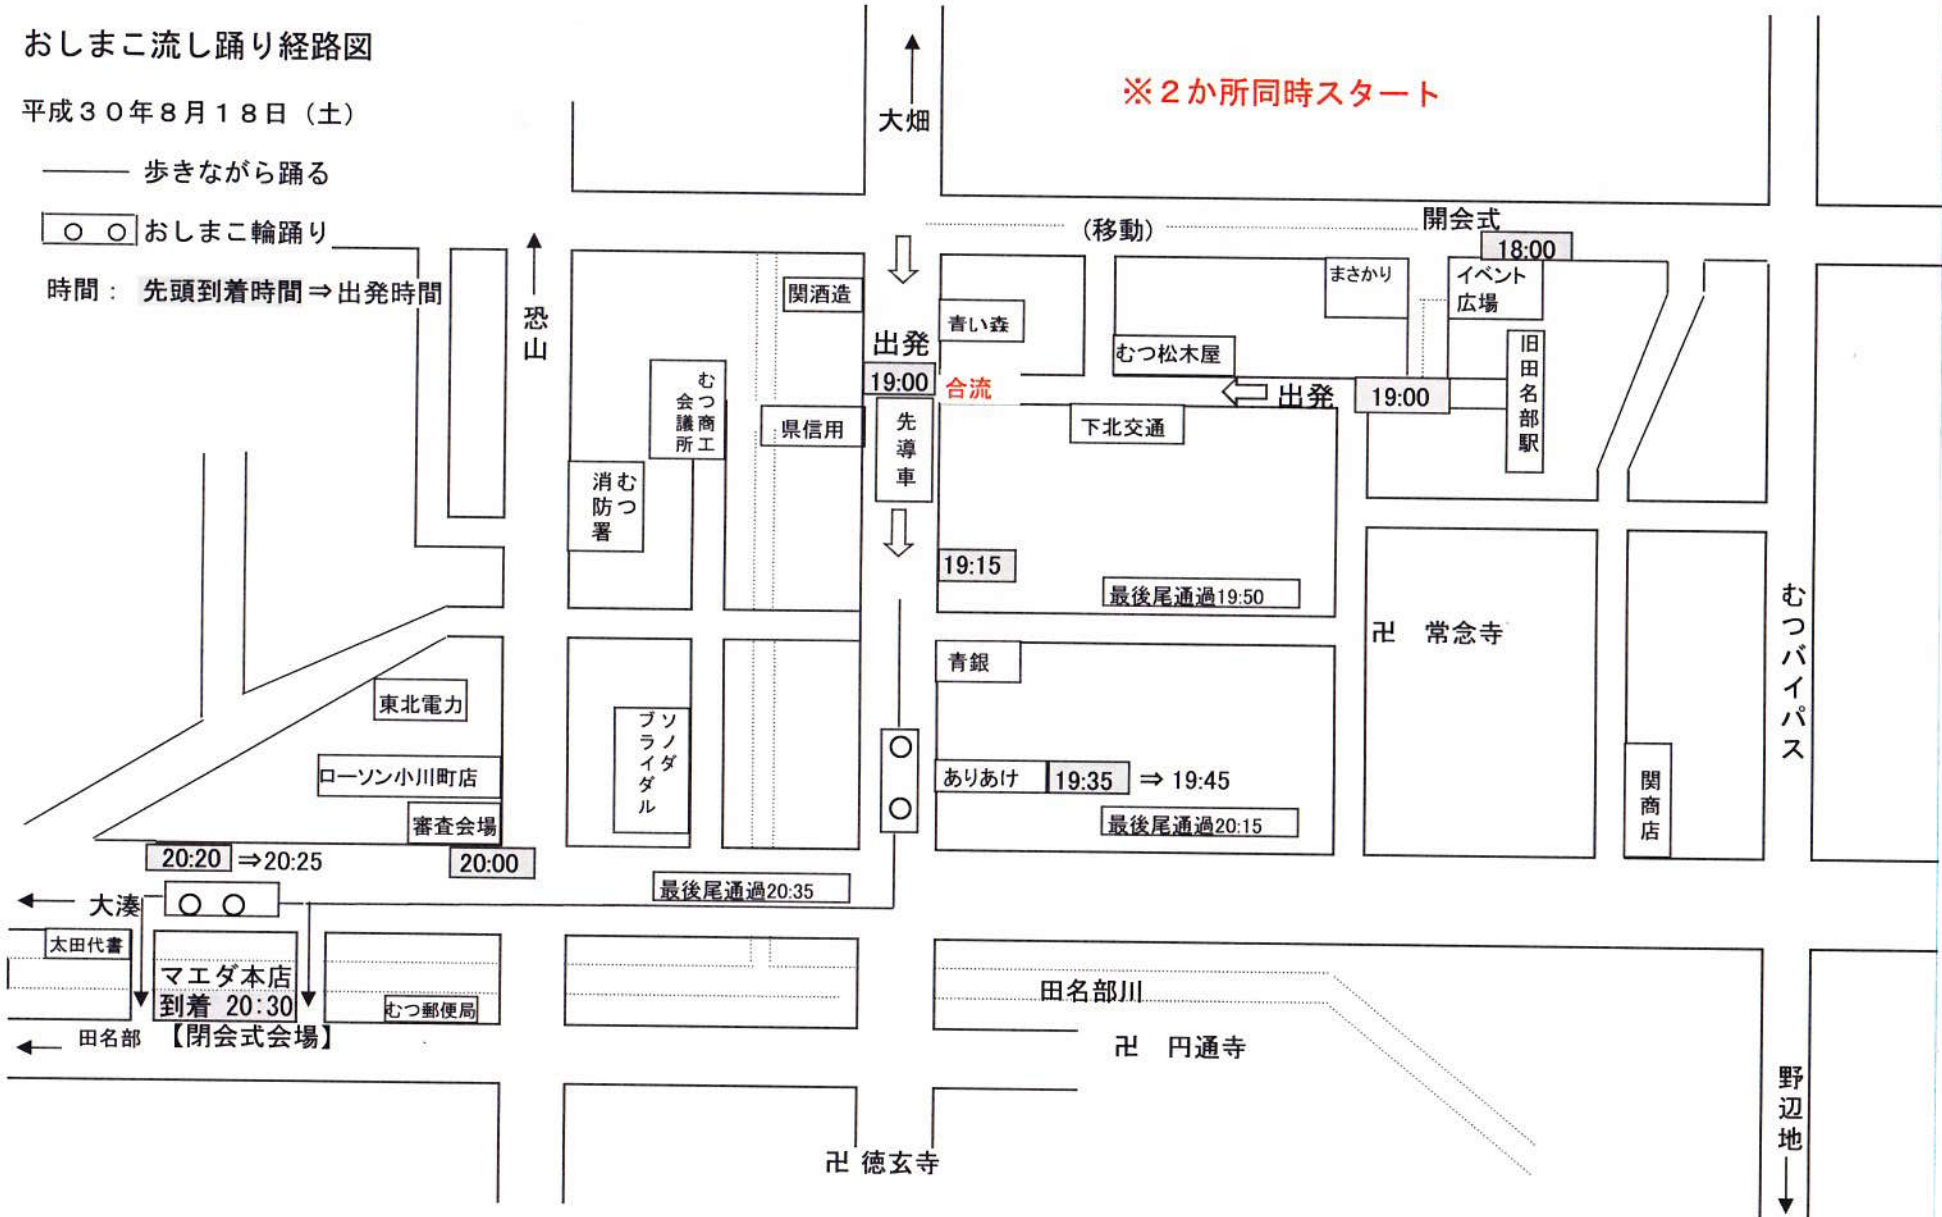 おしまこ流し踊り経路図
平成３０年８月１８日（土）
歩きながら踊る
おしまこ輪踊り
時間： 先頭到着時間⇒出発時間
※２か所同時スタート
大畑
（移動）
開会式
18:00
恐山
関酒造
青い森
まさかり
イベント
広場
出発
19:00
合流
むつ松木屋
出発
19:00
旧田名部駅
むつ商工
会議所
県信用
先導車
下北交通
むつ
消防署
19:15
最後尾通過19:50
卍 常念寺
むつバイパス
青銀
東北電力
ソノダ
ブライダル
ローソン小川町店
ありあけ
19:35 ⇒ 19:45
関商店
審査会場
最後尾通過20:15
20:20 ⇒20:25
20:00
最後尾通過20:35
← 大湊
太田代書
マエダ本店
到着 20:30
むつ郵便局
田名部川
← 田名部
【閉会式会場】
卍 円通寺
野辺地
卍 徳玄寺